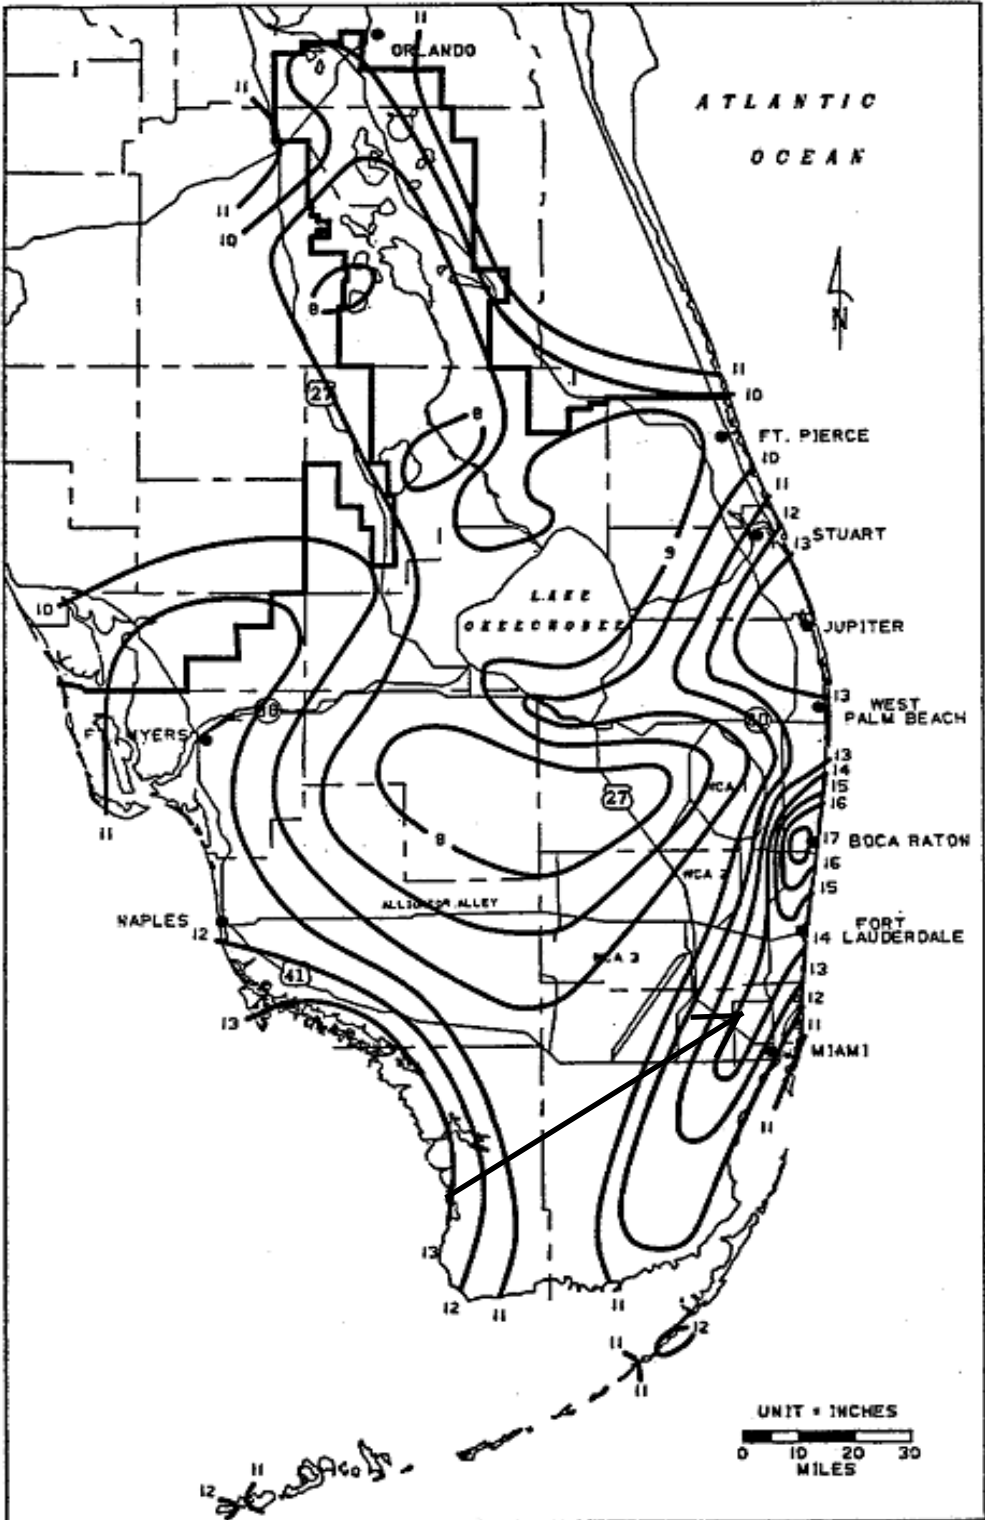 11
ORLANDO
11
ATLANTIC
OCEAN
11
10
8
N
27
11
10
8
FT. PIERCE
10
11
12
STUART
13
9
LAKE
OKEECHOBEE
10
JUPITER
13
WEST
PALM BEACH
80
FT. MYERS
13
14
15
WCA 1
27
16
17 BOCA RATON
11
8
16
WCA 2
15
ALLIGATOR ALLEY
NAPLES
12
FORT
14 LAUDERDALE
WCA 3
13
41
12
13
11
MIAMI
11
13
12
11
11
12
11
11
UNIT = INCHES
0 10 20 30
MILES
11
12